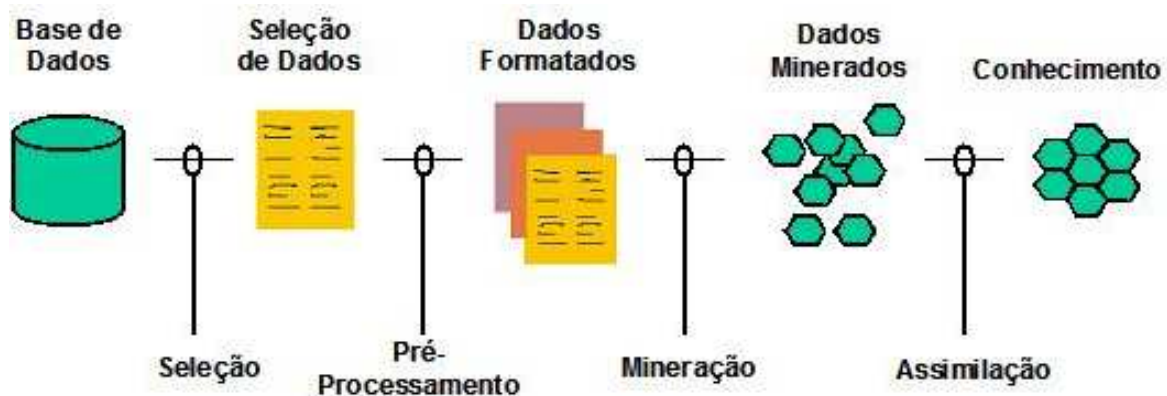 Base de
Dados
Seleção
de Dados
Dados
Formatados
Dados
Minerados
Conhecimento
Seleção
Pré-
Processamento
Mineração
Assimilação